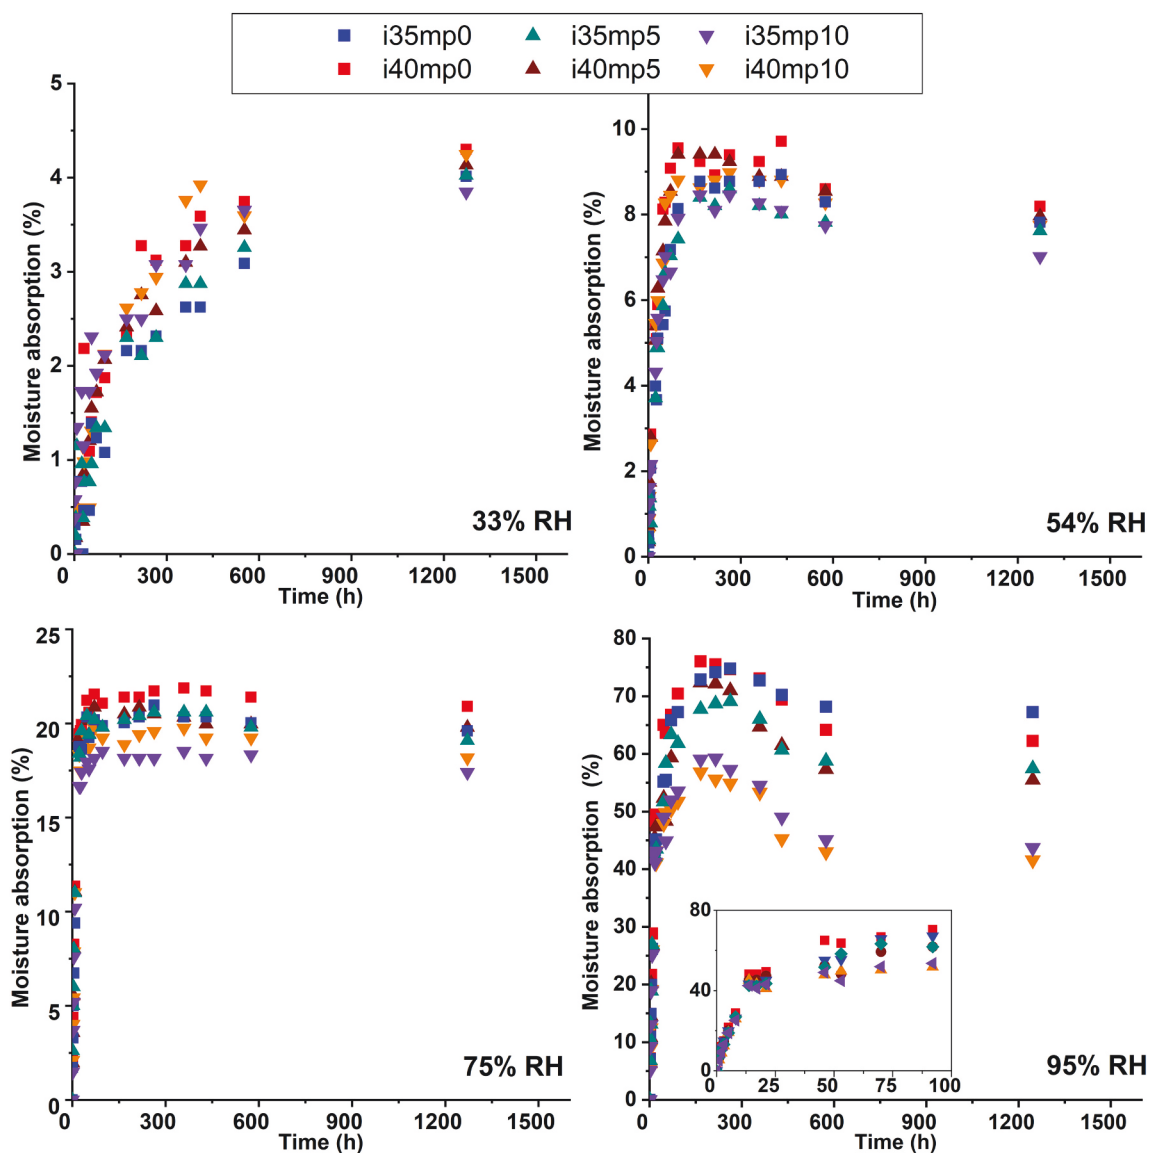 i35mp0 i35mp5 i35mp10
i40mp0 i40mp5 i40mp10
5
4
3
2
1
0
Moisture absorption (%)
33% RH
0 300 600 900 1200 1500
Time (h)
10
8
6
4
2
0
Moisture absorption (%)
54% RH
0 300 600 900 1200 1500
Time (h)
25
20
15
10
5
0
Moisture absorption (%)
75% RH
0 300 600 900 1200 1500
Time (h)
80
70
60
50
40
30
20
10
0
Moisture absorption (%)
80
40
0
0 25 50 75 100
95% RH
0 300 600 900 1200 1500
Time (h)